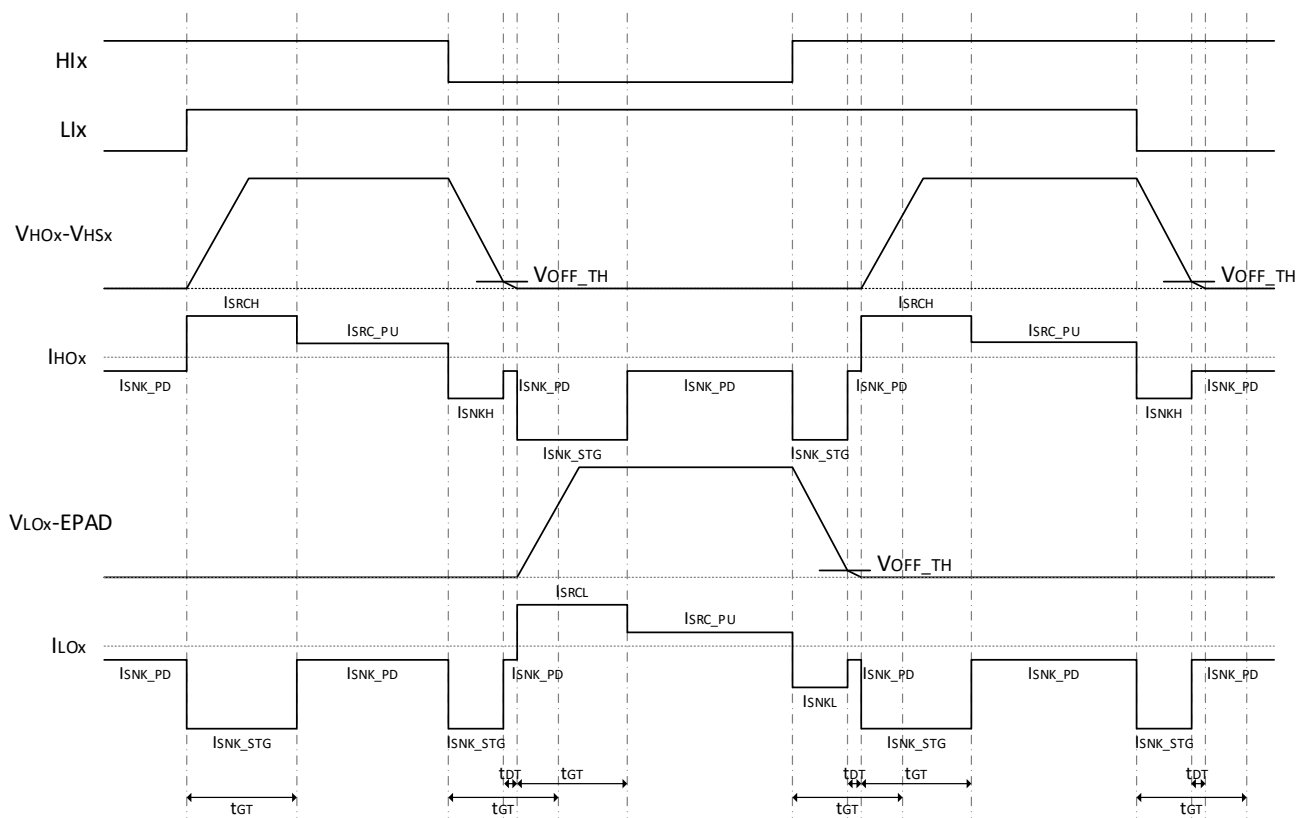 HIx
LIx
VHOx-VHSx
VOFF_TH
VOFF_TH
ISRCH
ISRCH
ISRC_PU
ISRC_PU
IHOx
ISNK_PD
ISNK_PD
ISNK_PD
ISNK_PD
ISNK_PD
ISNKH
ISNKH
ISNK_STG
ISNK_STG
VLOx-EPAD
VOFF_TH
ISRCL
ISRC_PU
ILOx
ISNK_PD
ISNK_PD
ISNK_PD
ISNK_PD
ISNK_PD
ISNK_PD
ISNKL
ISNK_STG
ISNK_STG
ISNK_STG
ISNK_STG
tDT
tGT
tDT
tGT
tDT
tGT
tGT
tGT
tGT